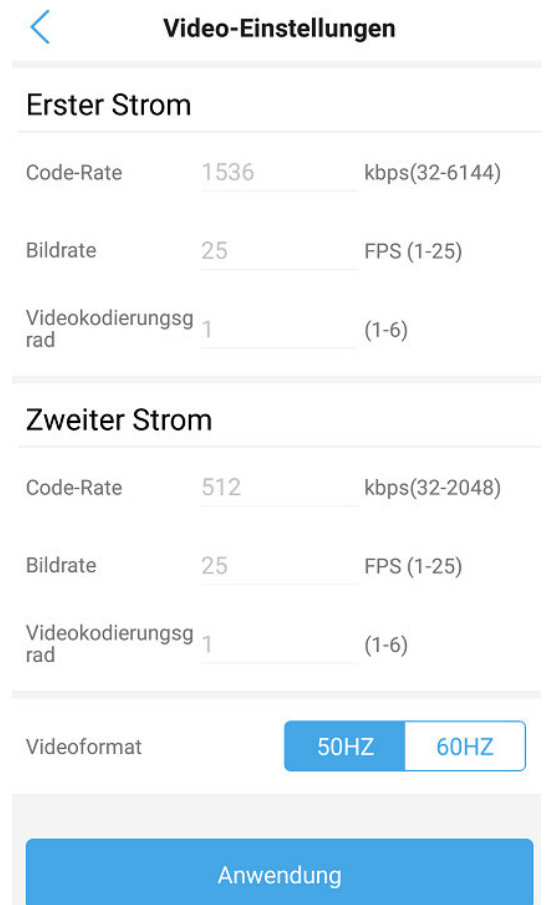 Video-Einstellungen
Erster Strom
Code-Rate 1536 kbps(32-6144)
Bildrate 25 FPS (1-25)
Videokodierungsg
rad 1 (1-6)
Zweiter Strom
Code-Rate 512 kbps(32-2048)
Bildrate 25 FPS (1-25)
Videokodierungsg
rad 1 (1-6)
Videoformat 50HZ 60HZ
Anwendung